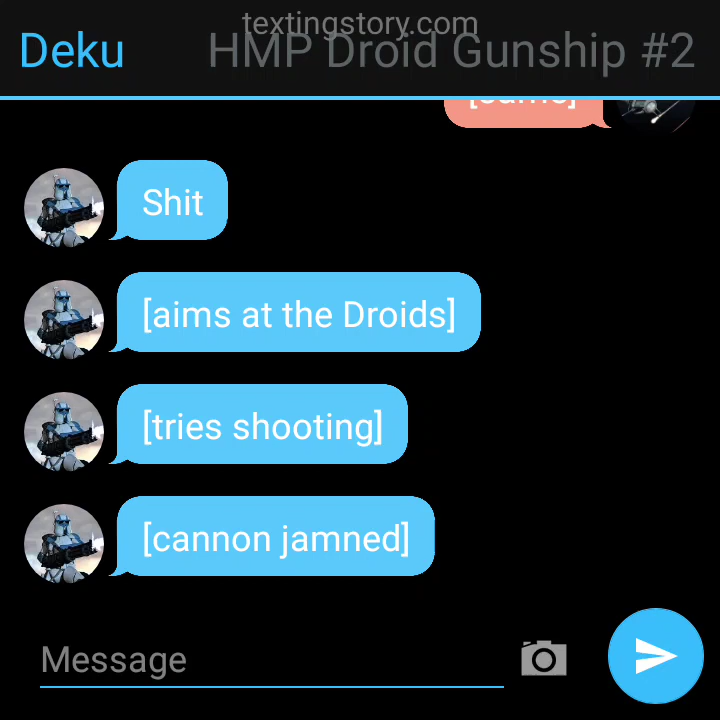 textingstory.com
Deku HMP Droid Gunship #2
Shit
[aims at the Droids]
[tries shooting]
[cannon jamned]
Message